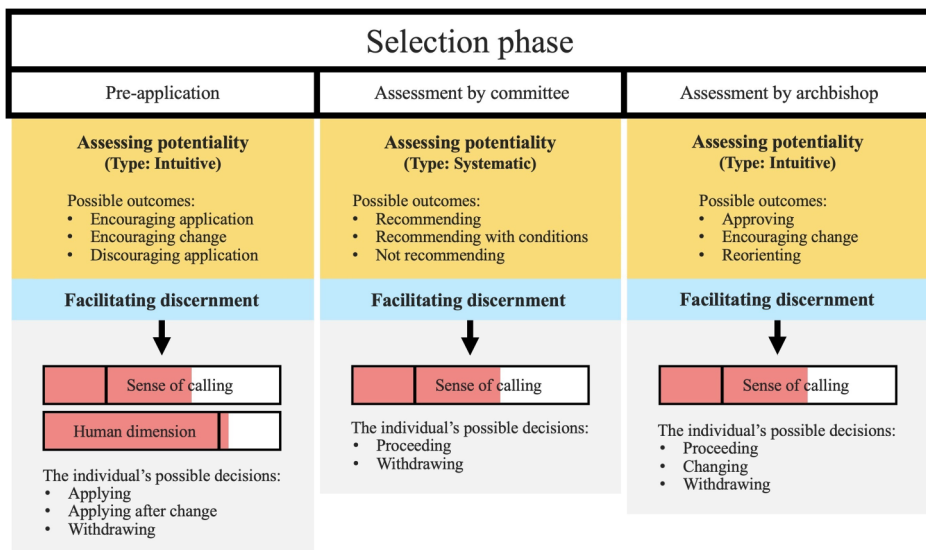 Selection phase
Pre-application
Assessment by committee
Assessment by archbishop
Assessing potentiality
(Type: Intuitive)
Possible outcomes:
• Encouraging application
• Encouraging change
• Discouraging application
Facilitating discernment
Sense of calling
Human dimension
The individual's possible decisions:
• Applying
• Applying after change
• Withdrawing
Assessing potentiality
(Type: Systematic)
Possible outcomes:
• Recommending
• Recommending with conditions
• Not recommending
Facilitating discernment
Sense of calling
The individual's possible decisions:
• Proceeding
• Withdrawing
Assessing potentiality
(Type: Intuitive)
Possible outcomes:
• Approving
• Encouraging change
• Reorienting
Facilitating discernment
Sense of calling
The individual's possible decisions:
• Proceeding
• Changing
• Withdrawing